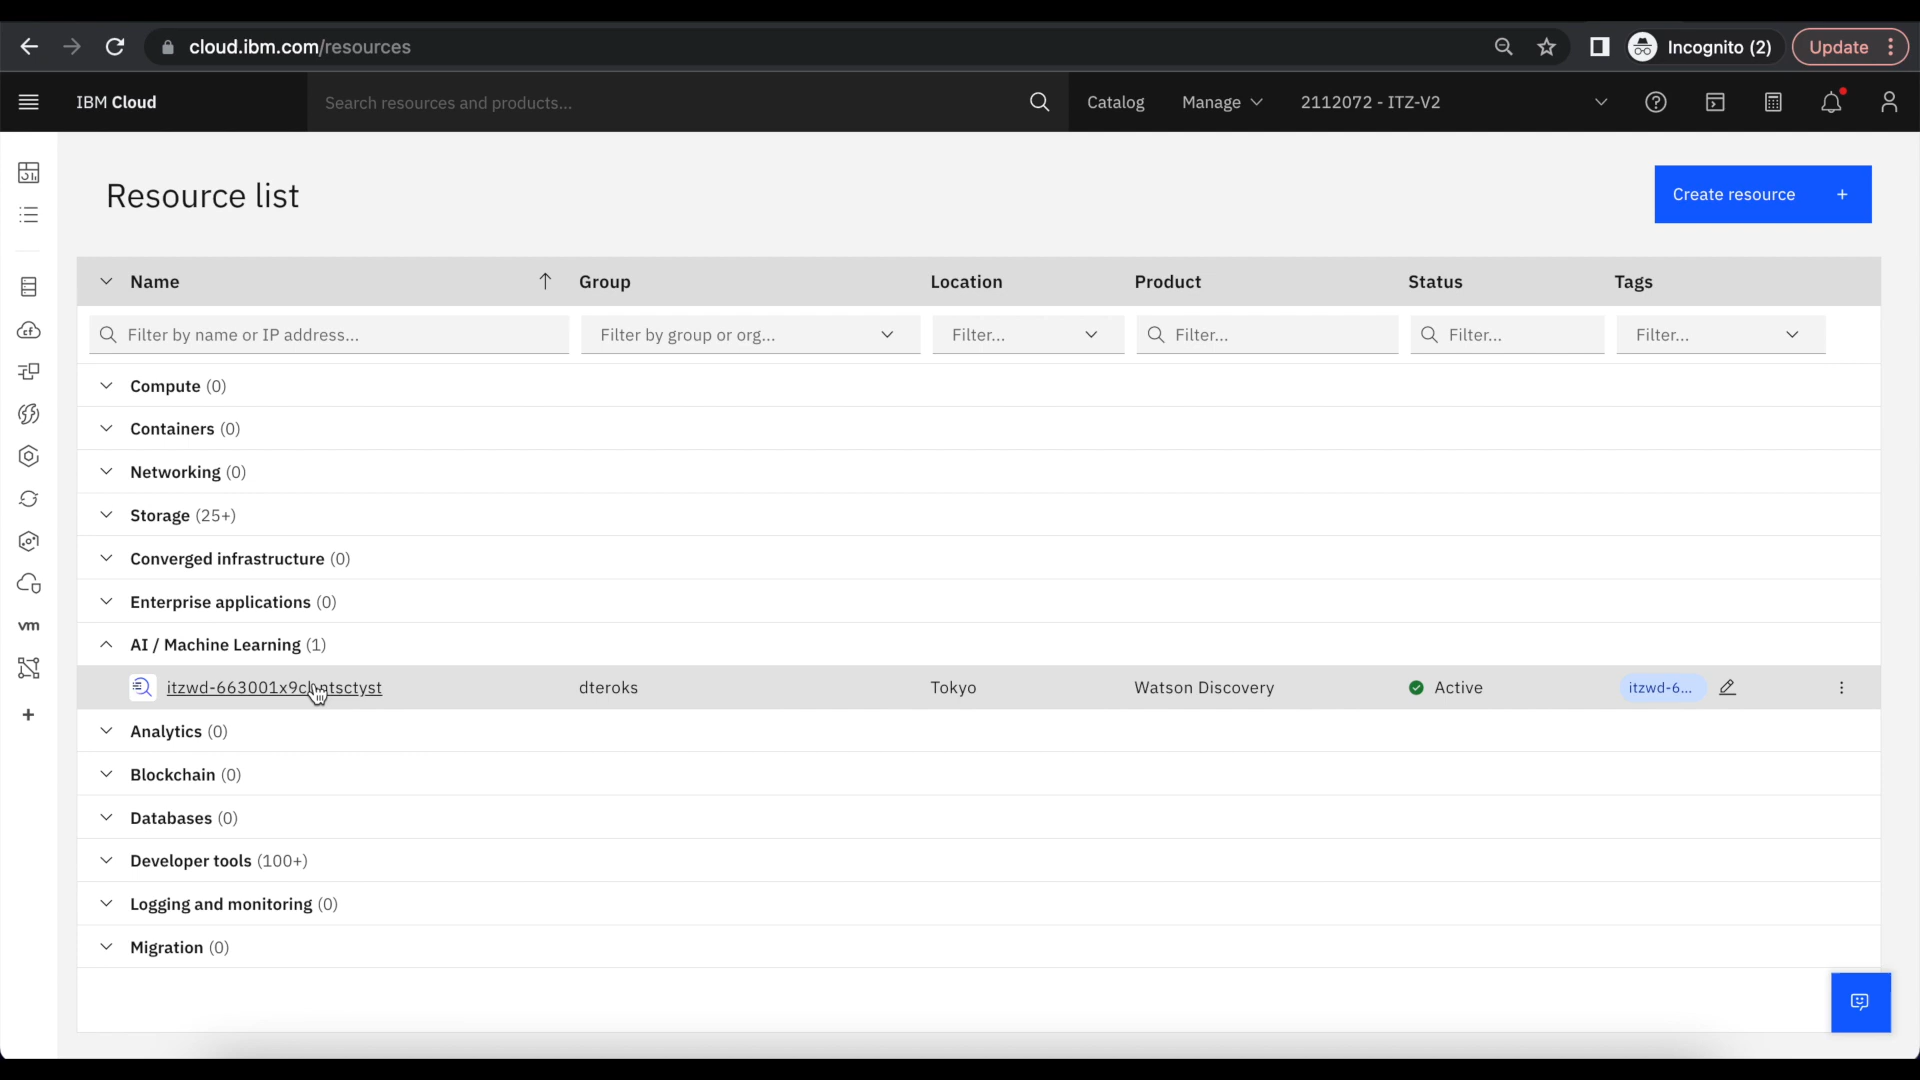 cloud.ibm.com/resources
Incognito (2)
Update
IBM Cloud
Search resources and products...
Catalog
Manage
2112072 - ITZ-V2
Resource list
Create resource +
Name
Group
Location
Product
Status
Tags
Filter by name or IP address...
Filter by group or org...
Filter...
Filter...
Filter...
Filter...
Compute (0)
Containers (0)
Networking (0)
Storage (25+)
Converged infrastructure (0)
Enterprise applications (0)
vm
AI / Machine Learning (1)
dteroks
Tokyo
Watson Discovery
Active
itzwd-6...
Analytics (0)
Blockchain (0)
Databases (0)
Developer tools (100+)
Logging and monitoring (0)
Migration (0)